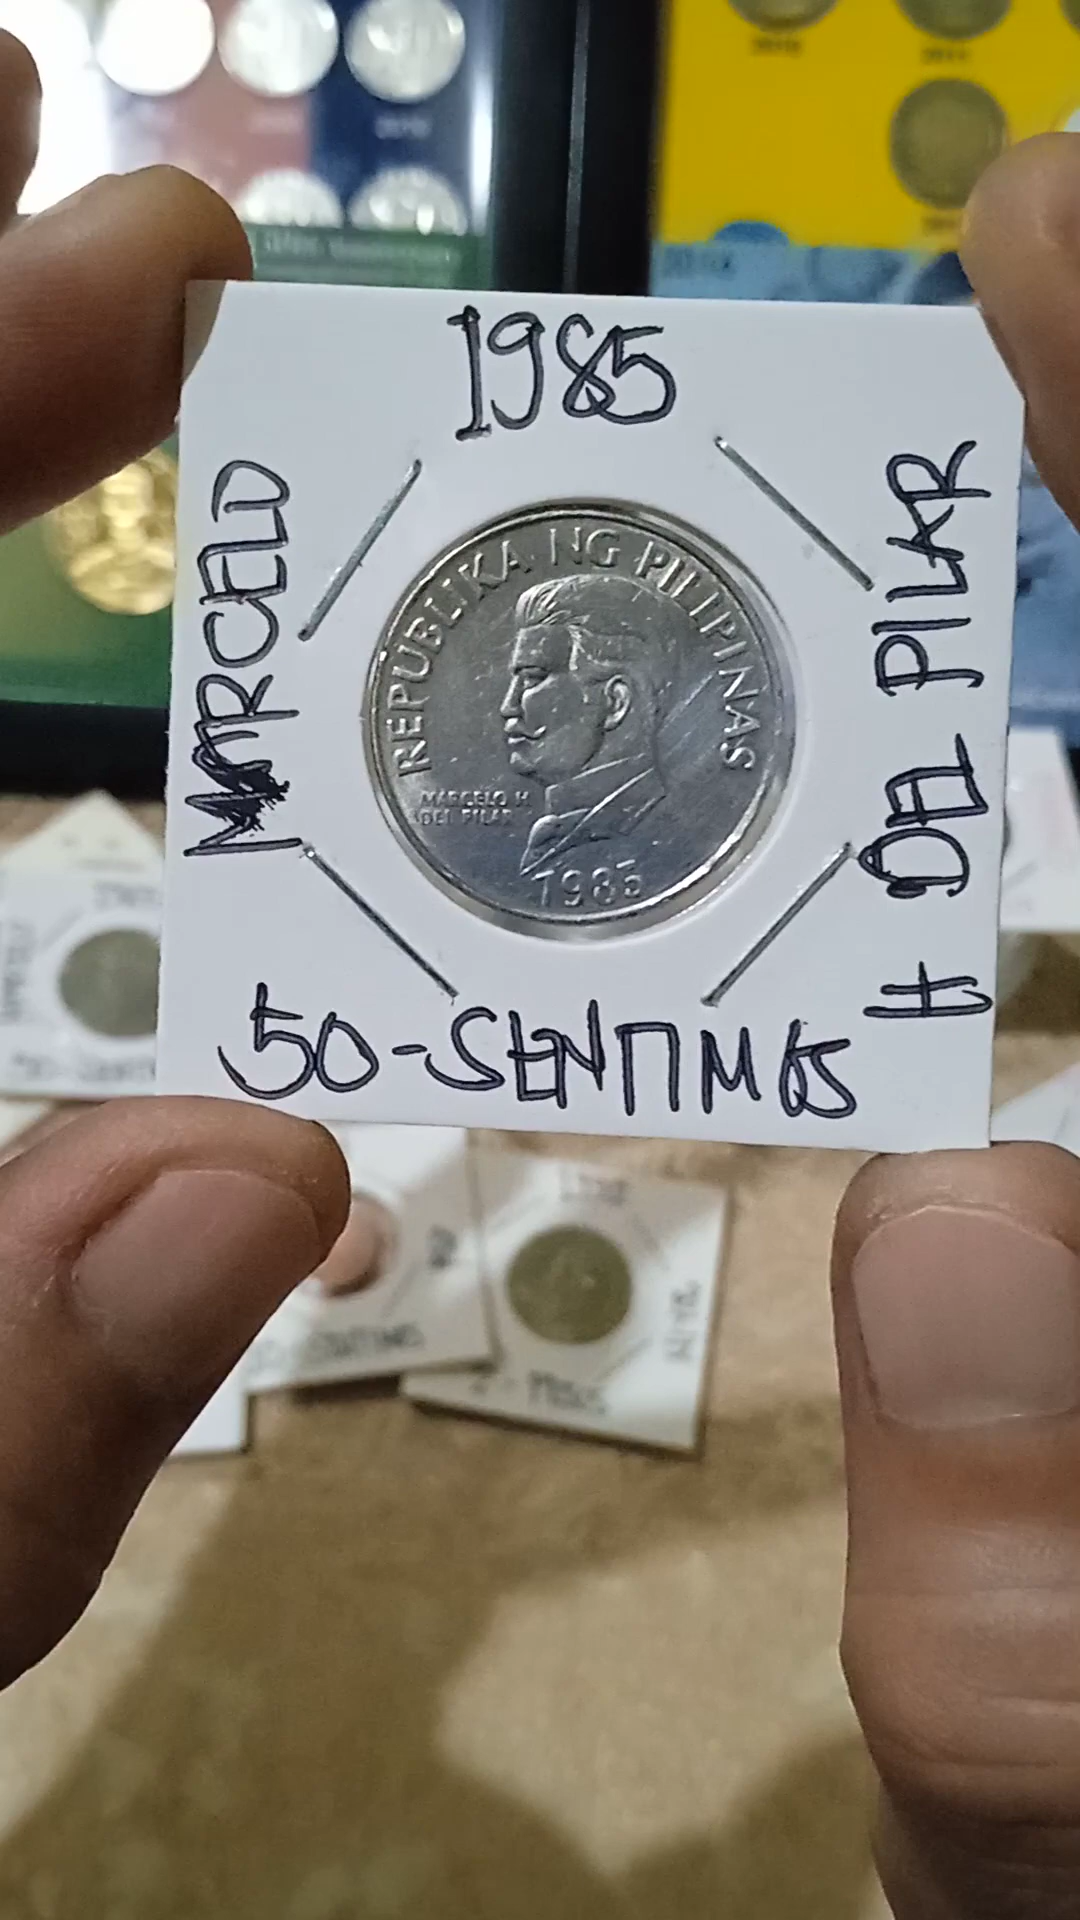 1985
MARCELO
H DEL PILAR
REPUBLIKA NG PILIPINAS
MARCELO H.
DEL PILAR
1985
50-SENTIMOS